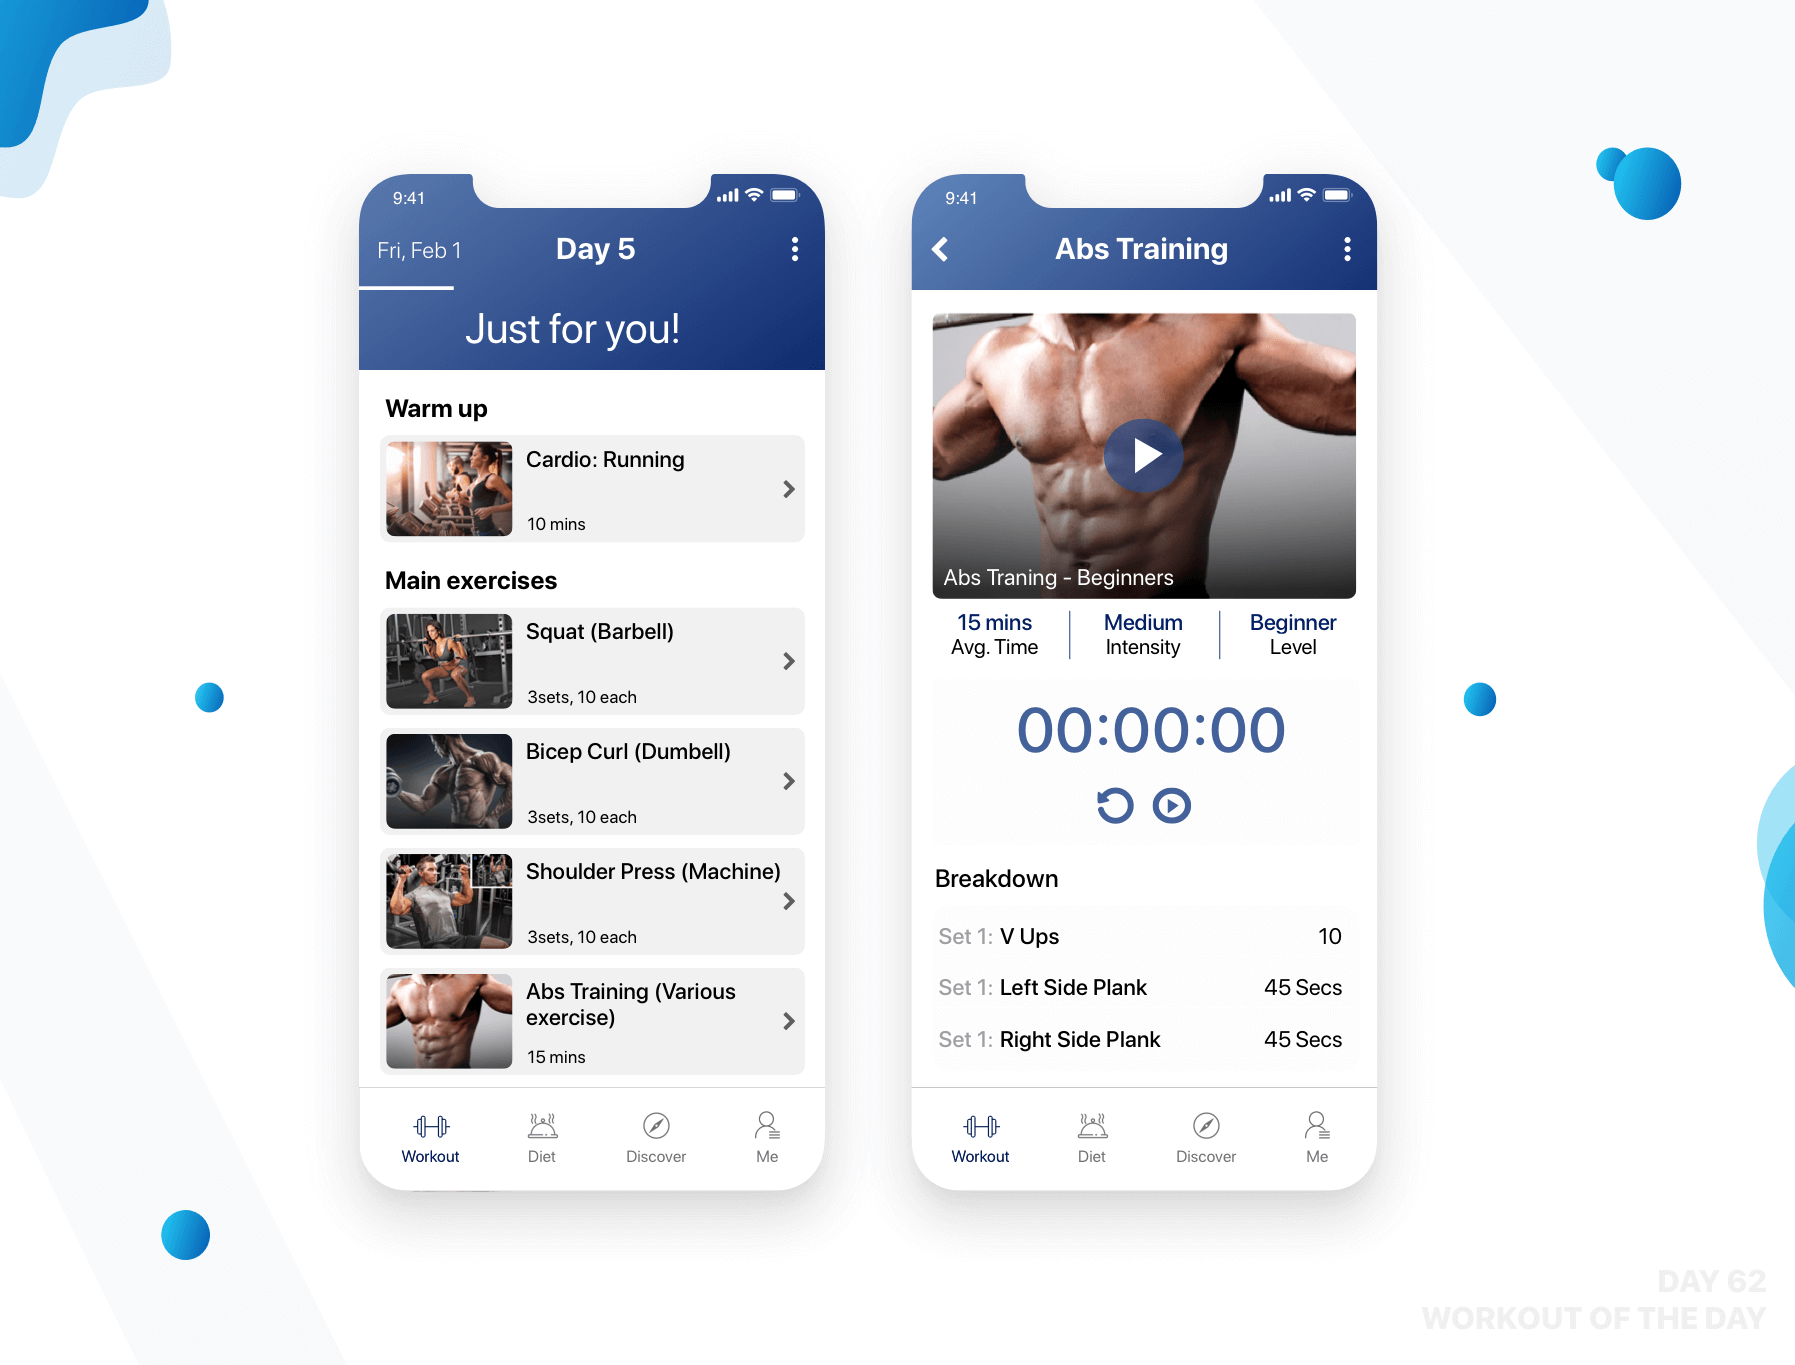 9:41
Fri, Feb 1
Day 5
Just for you!
Warm up
Cardio: Running
10 mins
Main exercises
Squat (Barbell)
3sets, 10 each
Bicep Curl (Dumbell)
3sets, 10 each
Shoulder Press (Machine)
3sets, 10 each
Abs Training (Various
exercise)
15 mins
Workout
Diet
Discover
Me
9:41
Abs Training
Abs Traning - Beginners
15 mins
Avg. Time
Medium
Intensity
Beginner
Level
00:00:00
Breakdown
Set 1: V Ups 10
Set 1: Left Side Plank 45 Secs
Set 1: Right Side Plank 45 Secs
Workout
Diet
Discover
Me
DAY 62
WORKOUT OF THE DAY